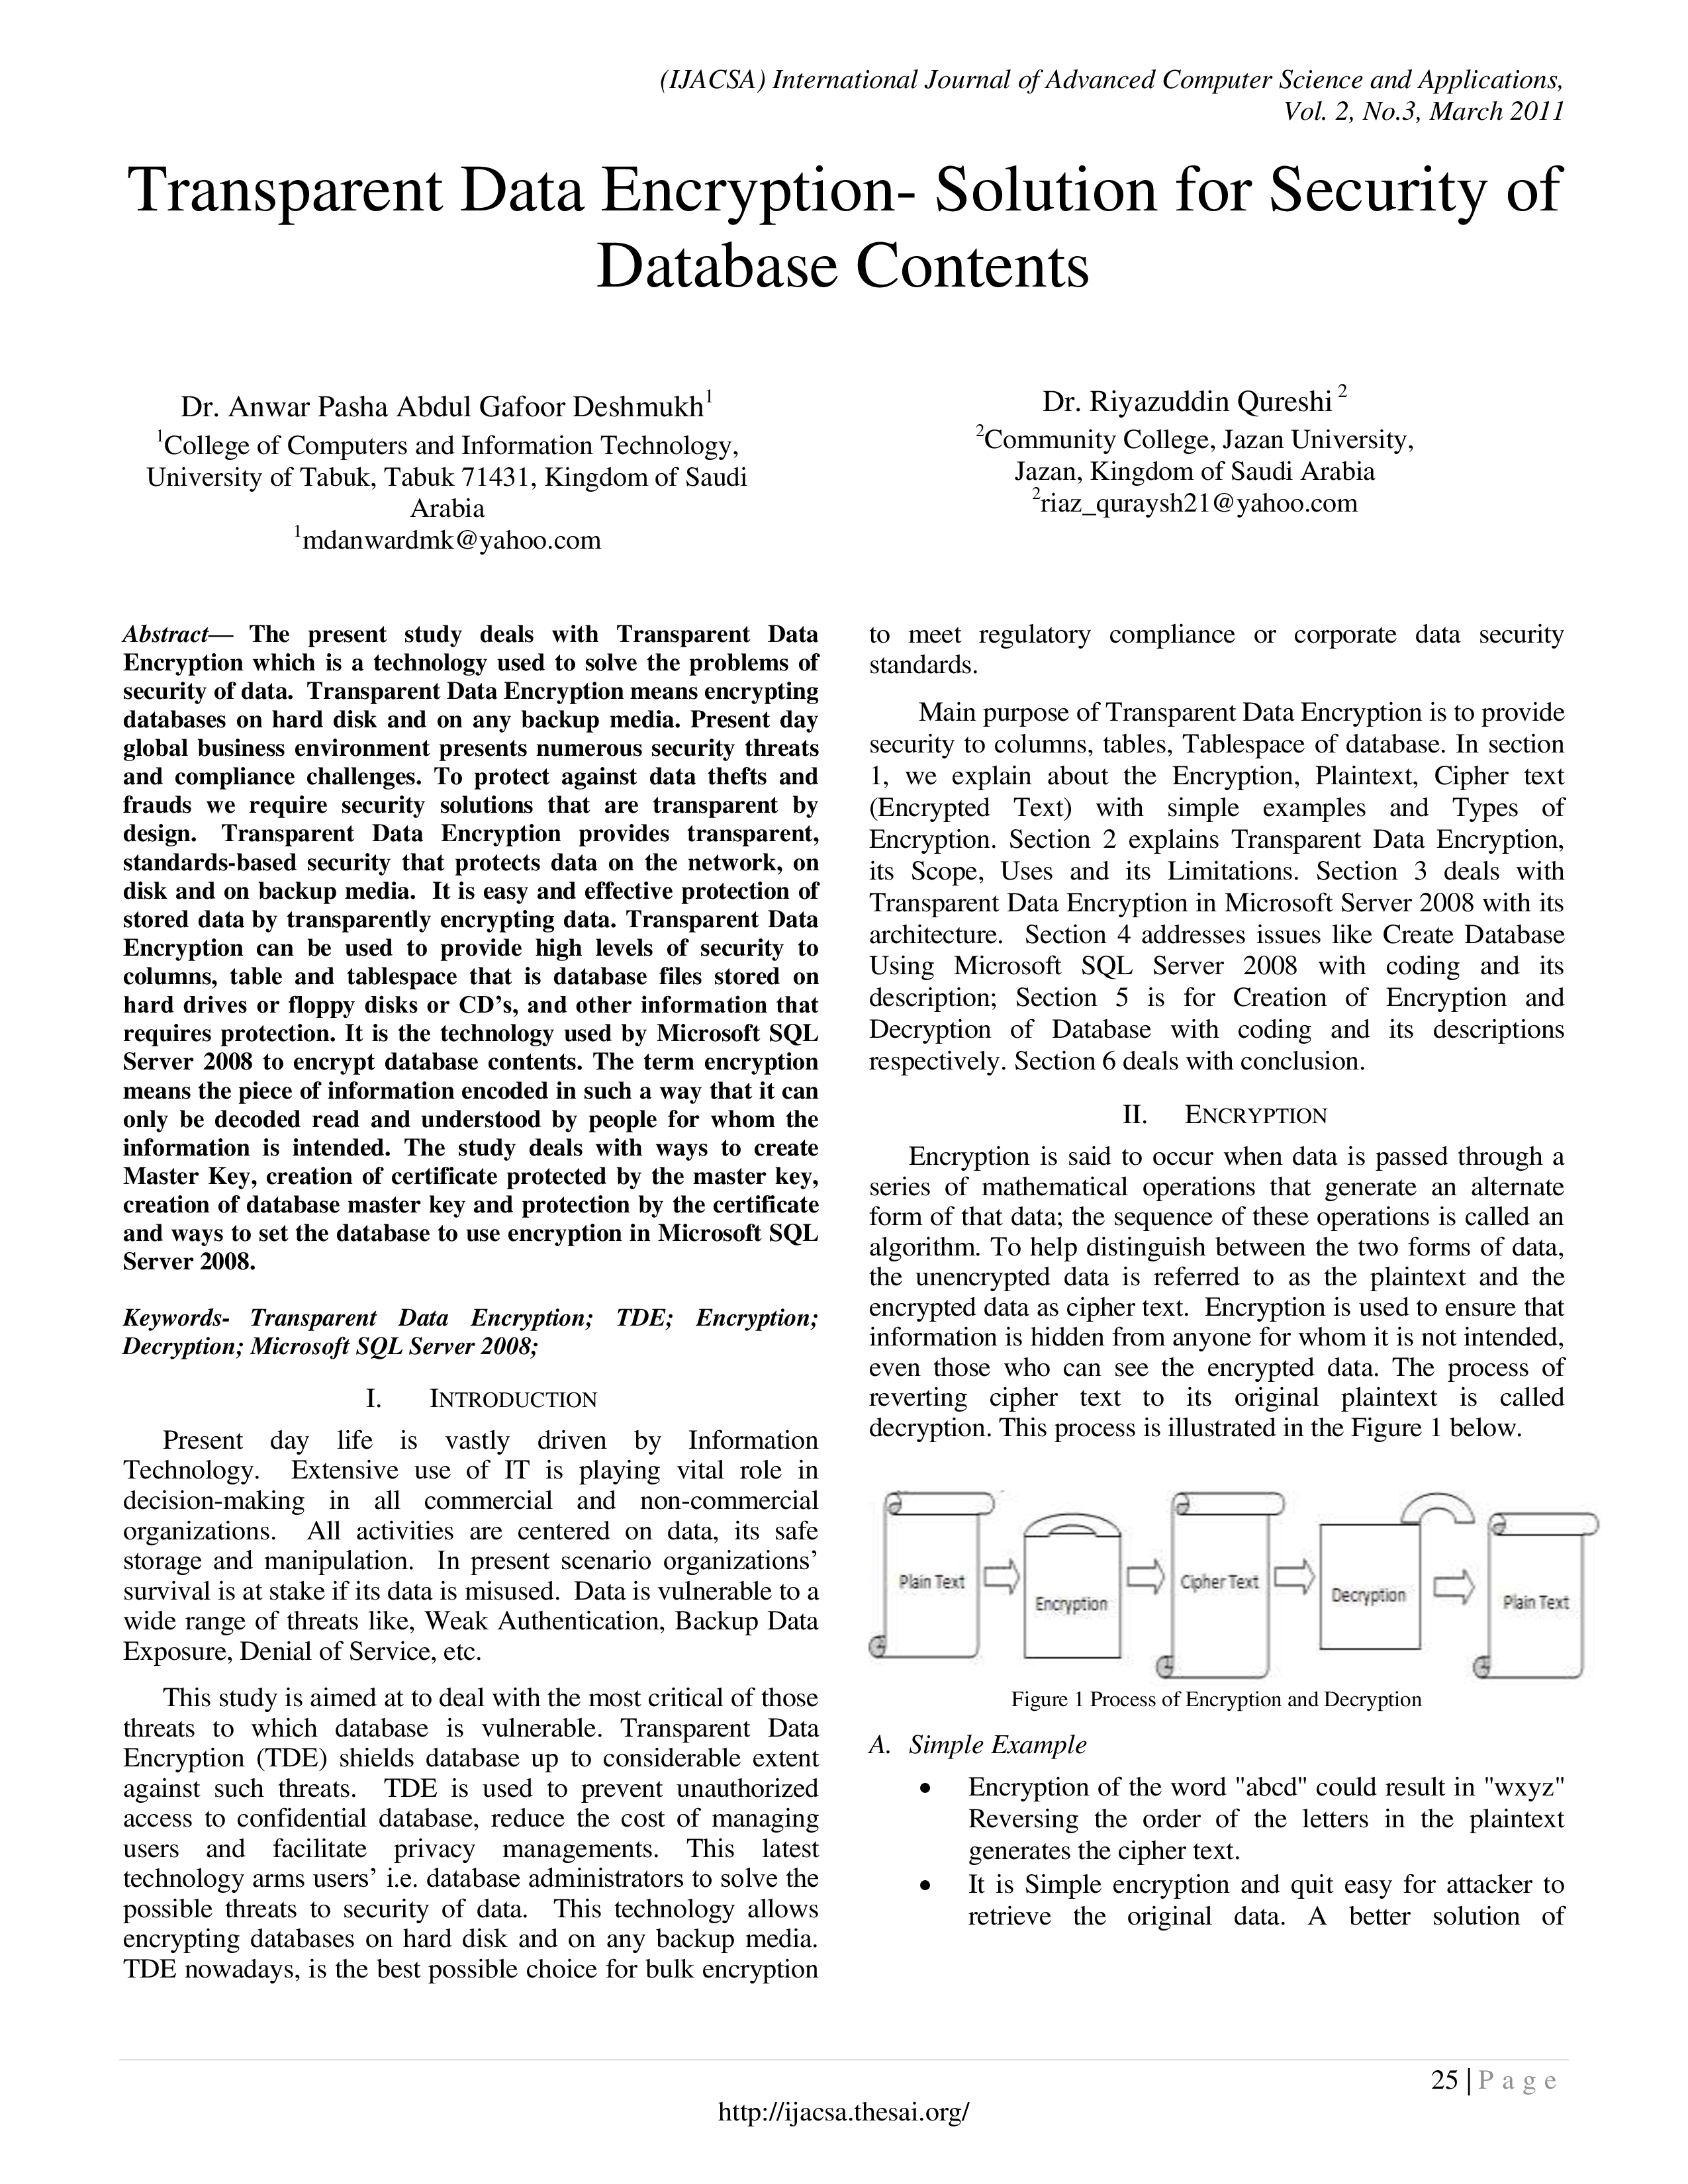 (IJACSA) International Journal of Advanced Computer Science and Applications,
Vol. 2, No.3, March 2011
Transparent Data Encryption- Solution for Security of
Database Contents
Dr. Anwar Pasha Abdul Gafoor Deshmukh1
1College of Computers and Information Technology,
University of Tabuk, Tabuk 71431, Kingdom of Saudi
Arabia
1mdanwardmk@yahoo.com
Dr. Riyazuddin Qureshi 2
2Community College, Jazan University,
Jazan, Kingdom of Saudi Arabia
2riaz_quraysh21@yahoo.com
Abstract— The present study deals with Transparent Data
Encryption which is a technology used to solve the problems of
security of data. Transparent Data Encryption means encrypting
databases on hard disk and on any backup media. Present day
global business environment presents numerous security threats
and compliance challenges. To protect against data thefts and
frauds we require security solutions that are transparent by
design. Transparent Data Encryption provides transparent,
standards-based security that protects data on the network, on
disk and on backup media. It is easy and effective protection of
stored data by transparently encrypting data. Transparent Data
Encryption can be used to provide high levels of security to
columns, table and tablespace that is database files stored on
hard drives or floppy disks or CD’s, and other information that
requires protection. It is the technology used by Microsoft SQL
Server 2008 to encrypt database contents. The term encryption
means the piece of information encoded in such a way that it can
only be decoded read and understood by people for whom the
information is intended. The study deals with ways to create
Master Key, creation of certificate protected by the master key,
creation of database master key and protection by the certificate
and ways to set the database to use encryption in Microsoft SQL
Server 2008.
Keywords- Transparent Data Encryption; TDE; Encryption;
Decryption; Microsoft SQL Server 2008;
I. INTRODUCTION
Present day life is vastly driven by Information
Technology. Extensive use of IT is playing vital role in
decision-making in all commercial and non-commercial
organizations. All activities are centered on data, its safe
storage and manipulation. In present scenario organizations’
survival is at stake if its data is misused. Data is vulnerable to a
wide range of threats like, Weak Authentication, Backup Data
Exposure, Denial of Service, etc.
This study is aimed at to deal with the most critical of those
threats to which database is vulnerable. Transparent Data
Encryption (TDE) shields database up to considerable extent
against such threats. TDE is used to prevent unauthorized
access to confidential database, reduce the cost of managing
users and facilitate privacy managements. This latest
technology arms users’ i.e. database administrators to solve the
possible threats to security of data. This technology allows
encrypting databases on hard disk and on any backup media.
TDE nowadays, is the best possible choice for bulk encryption
to meet regulatory compliance or corporate data security
standards.
Main purpose of Transparent Data Encryption is to provide
security to columns, tables, Tablespace of database. In section
1, we explain about the Encryption, Plaintext, Cipher text
(Encrypted Text) with simple examples and Types of
Encryption. Section 2 explains Transparent Data Encryption,
its Scope, Uses and its Limitations. Section 3 deals with
Transparent Data Encryption in Microsoft Server 2008 with its
architecture. Section 4 addresses issues like Create Database
Using Microsoft SQL Server 2008 with coding and its
description; Section 5 is for Creation of Encryption and
Decryption of Database with coding and its descriptions
respectively. Section 6 deals with conclusion.
II. ENCRYPTION
Encryption is said to occur when data is passed through a
series of mathematical operations that generate an alternate
form of that data; the sequence of these operations is called an
algorithm. To help distinguish between the two forms of data,
the unencrypted data is referred to as the plaintext and the
encrypted data as cipher text. Encryption is used to ensure that
information is hidden from anyone for whom it is not intended,
even those who can see the encrypted data. The process of
reverting cipher text to its original plaintext is called
decryption. This process is illustrated in the Figure 1 below.
Plain Text
Encryption
Cipher Text
Decryption
Plain Text
Figure 1 Process of Encryption and Decryption
A. Simple Example
• Encryption of the word "abcd" could result in "wxyz"
Reversing the order of the letters in the plaintext
generates the cipher text.
• It is Simple encryption and quit easy for attacker to
retrieve the original data. A better solution of
25 | P a g e
http://ijacsa.thesai.org/